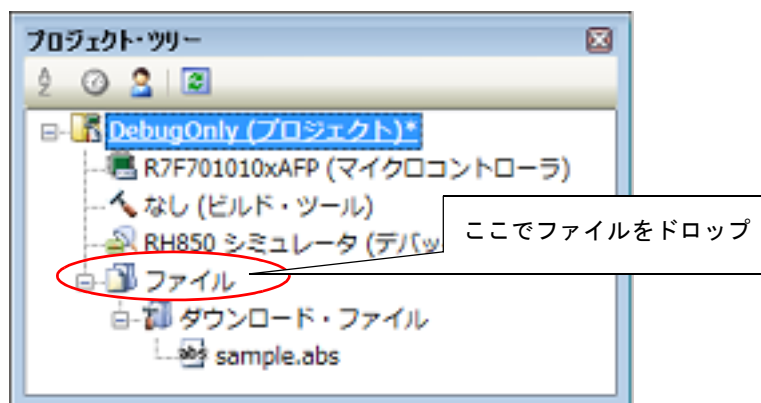 プロジェクト・ツリー
DebugOnly (プロジェクト)*
R7F701010xAFP (マイクロコントローラ)
なし (ビルド・ツール)
RH850 シミュレータ (デバッ
ここでファイルをドロップ
ファイル
ダウンロード・ファイル
sample.abs